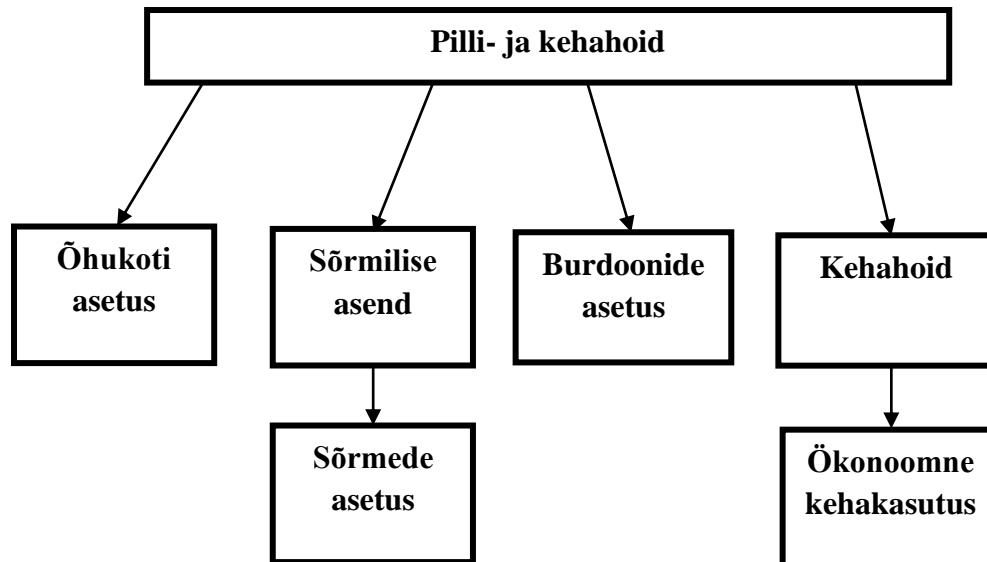 Pilli- ja kehahoid
Õhukoti
asetus
Sõrmilise
asend
Burdoonide
asetus
Kehahoid
Sõrmede
asetus
Ökonoomne
kehakasutus